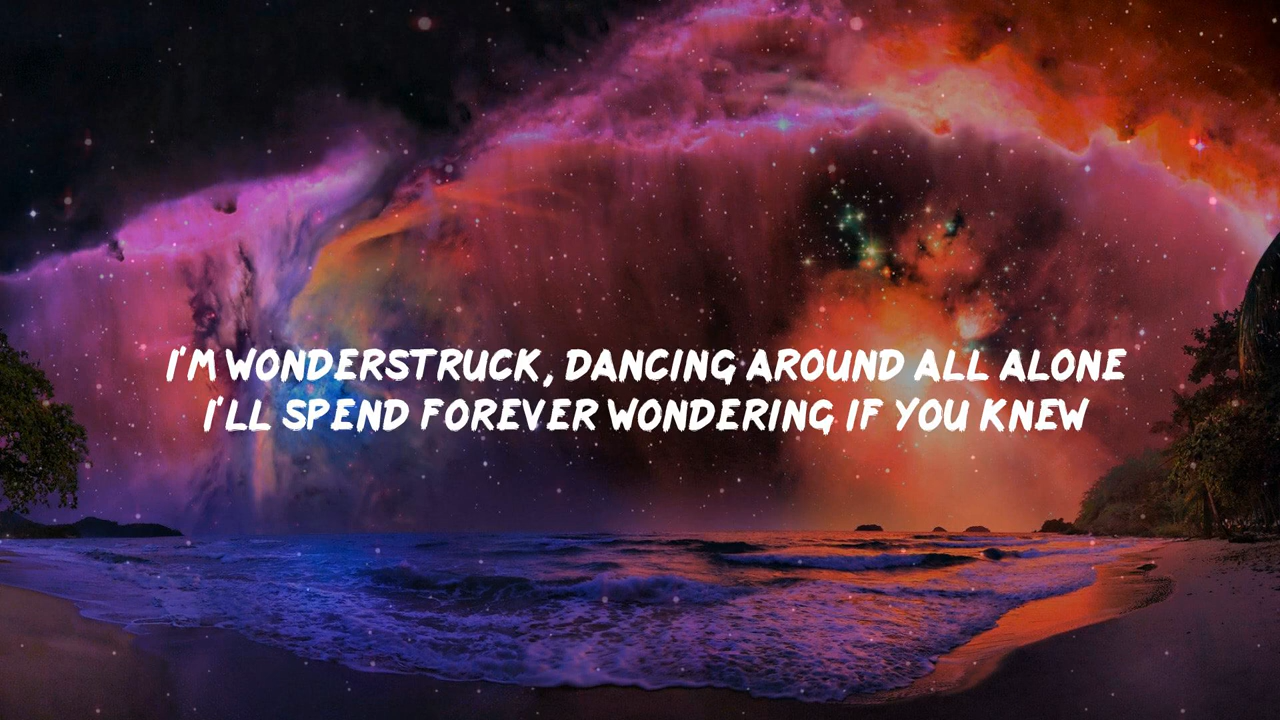 I'M WONDERSTRUCK, DANCING AROUND ALL ALONE
I'LL SPEND FOREVER WONDERING IF YOU KNEW